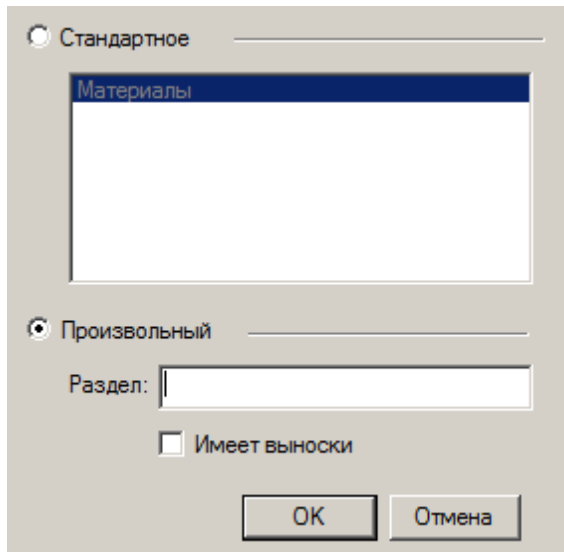 Стандартное
Материалы
Произвольный
Раздел:
Имеет выноски
OK Отмена